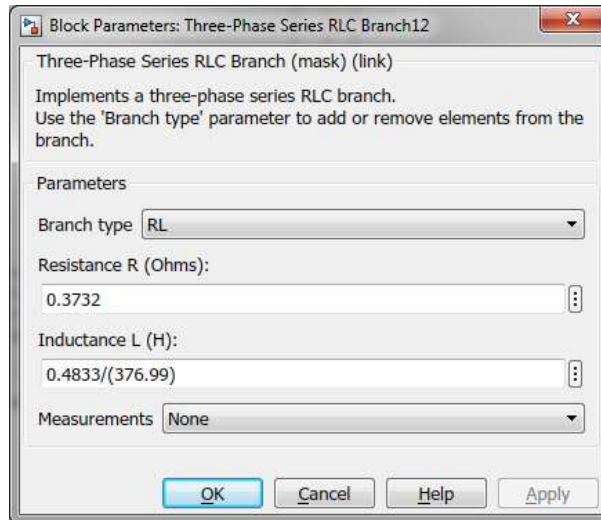 Block Parameters: Three-Phase Series RLC Branch12
Three-Phase Series RLC Branch (mask) (link)
Implements a three-phase series RLC branch.
Use the 'Branch type' parameter to add or remove elements from the
branch.
Parameters
Branch type RL
Resistance R (Ohms):
0.3732
Inductance L (H):
0.4833/(376.99)
Measurements None
OK Cancel Help Apply